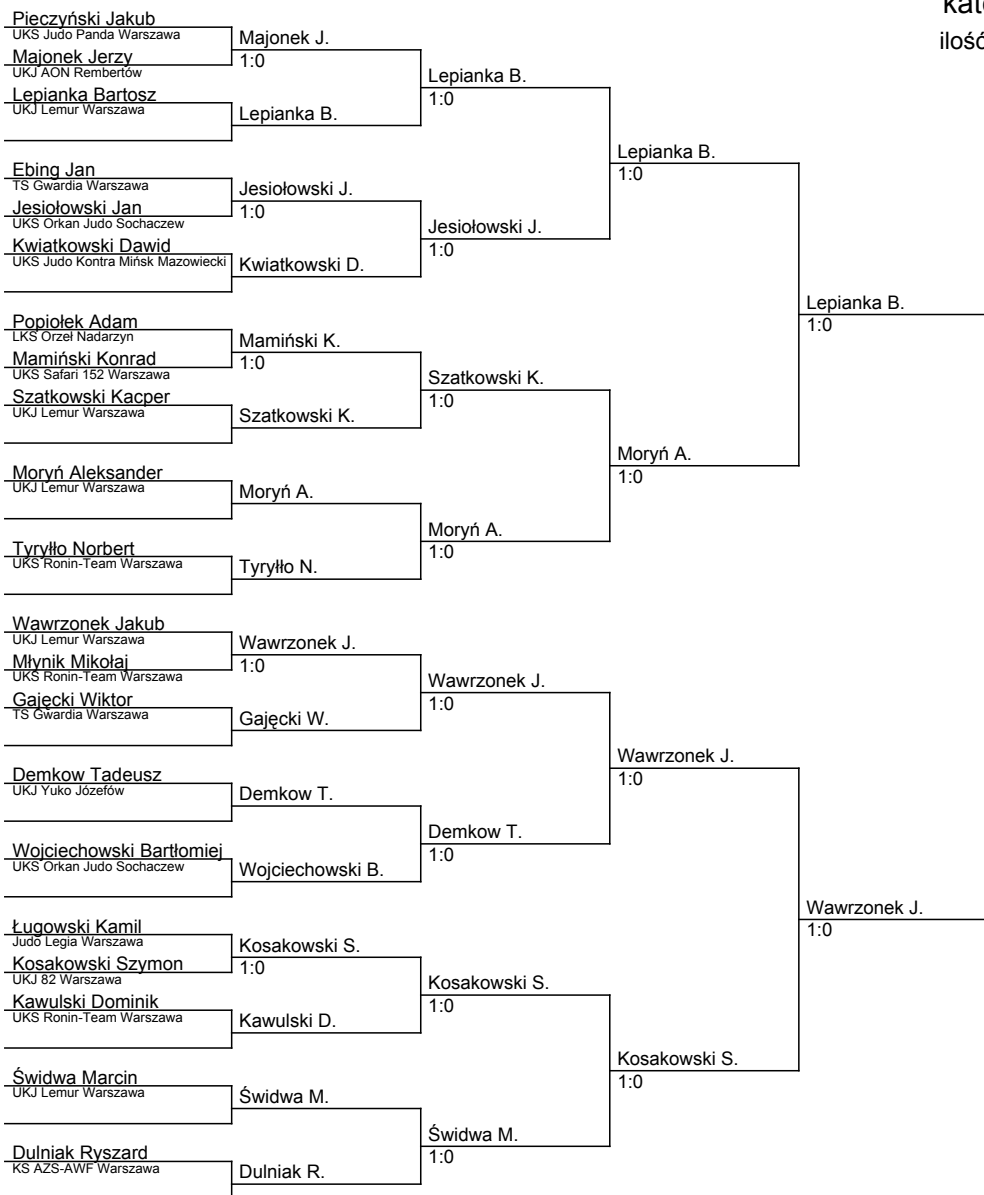 kate
ilość
Pieczyński Jakub
UKS Judo Panda Warszawa
Majonek Jerzy
UKJ AON Rembertów
Lepianka Bartosz
UKJ Lemur Warszawa
Ebing Jan
TS Gwardia Warszawa
Jesiołowski Jan
UKS Orkan Judo Sochaczew
Kwiatkowski Dawid
UKS Judo Kontra Mińsk Mazowiecki
Popiołek Adam
LKS Orzeł Nadarzyn
Mamiński Konrad
UKS Safari 152 Warszawa
Szatkowski Kacper
UKJ Lemur Warszawa
Moryń Aleksander
UKJ Lemur Warszawa
Tyryłło Norbert
UKS Ronin-Team Warszawa
Wawrzonek Jakub
UKJ Lemur Warszawa
Młynik Mikołaj
UKS Ronin-Team Warszawa
Gajęcki Wiktor
TS Gwardia Warszawa
Demkow Tadeusz
UKJ Yuko Józefów
Wojciechowski Bartłomiej
UKS Orkan Judo Sochaczew
Ługowski Kamil
Judo Legia Warszawa
Kosakowski Szymon
UKJ 82 Warszawa
Kawulski Dominik
UKS Ronin-Team Warszawa
Świdwa Marcin
UKJ Lemur Warszawa
Dulniak Ryszard
KS AZS-AWF Warszawa
Majonek J.
1:0
Lepianka B.
Jesiołowski J.
1:0
Kwiatkowski D.
Mamiński K.
1:0
Szatkowski K.
Moryń A.
Tyryłło N.
Wawrzonek J.
1:0
Gajęcki W.
Demkow T.
Wojciechowski B.
Kosakowski S.
1:0
Kawulski D.
Świdwa M.
Dulniak R.
Lepianka B.
1:0
Jesiołowski J.
1:0
Szatkowski K.
1:0
Moryń A.
1:0
Wawrzonek J.
1:0
Demkow T.
1:0
Kosakowski S.
1:0
Świdwa M.
1:0
Lepianka B.
1:0
Moryń A.
1:0
Wawrzonek J.
1:0
Kosakowski S.
1:0
Lepianka B.
1:0
Wawrzonek J.
1:0